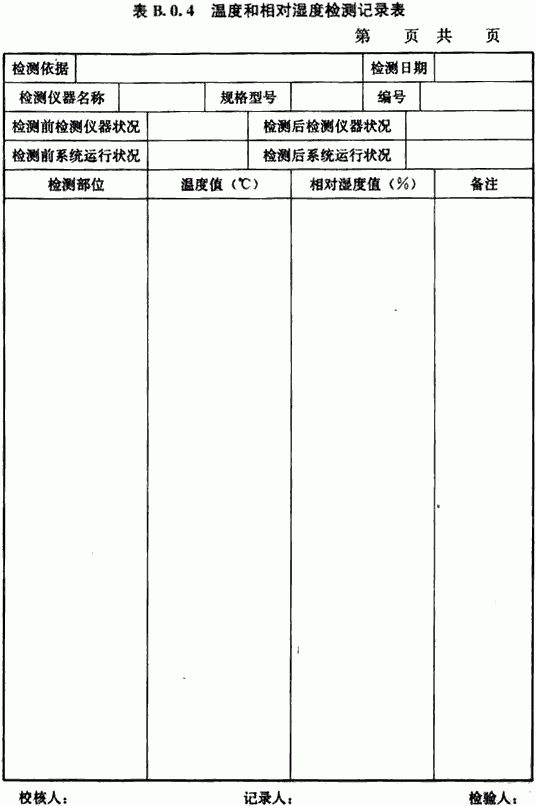 表 B.0.4 温度和相对湿度检测记录表
第 页 共 页
检测依据 检测日期
检测仪器名称 规格型号 编号
检测前检测仪器状况 检测后检测仪器状况
检测前系统运行状况 检测后系统运行状况
检测部位 温度值（℃） 相对湿度值（%） 备注
校核人： 记录人： 检验人：